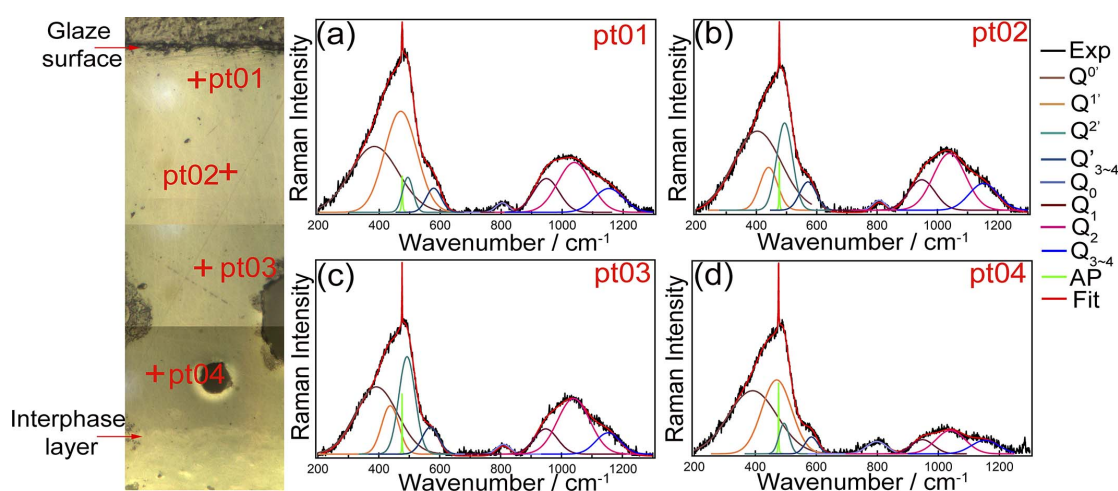 Glaze
surface
+pt01
pt02+
+pt03
+pt04
Interphase
layer
(a)
pt01
Raman Intensity
200 400 600 800 1000 1200
Wavenumber / cm⁻¹
(b)
pt02
Raman Intensity
200 400 600 800 1000 1200
Wavenumber / cm⁻¹
(c)
pt03
Raman Intensity
200 400 600 800 1000 1200
Wavenumber / cm⁻¹
(d)
pt04
Raman Intensity
200 400 600 800 1000 1200
Wavenumber / cm⁻¹
Exp
Q⁰'
Q¹'
Q²'
Q'₃~₄
Q₀
Q₁
Q₂
Q₃~₄
AP
Fit